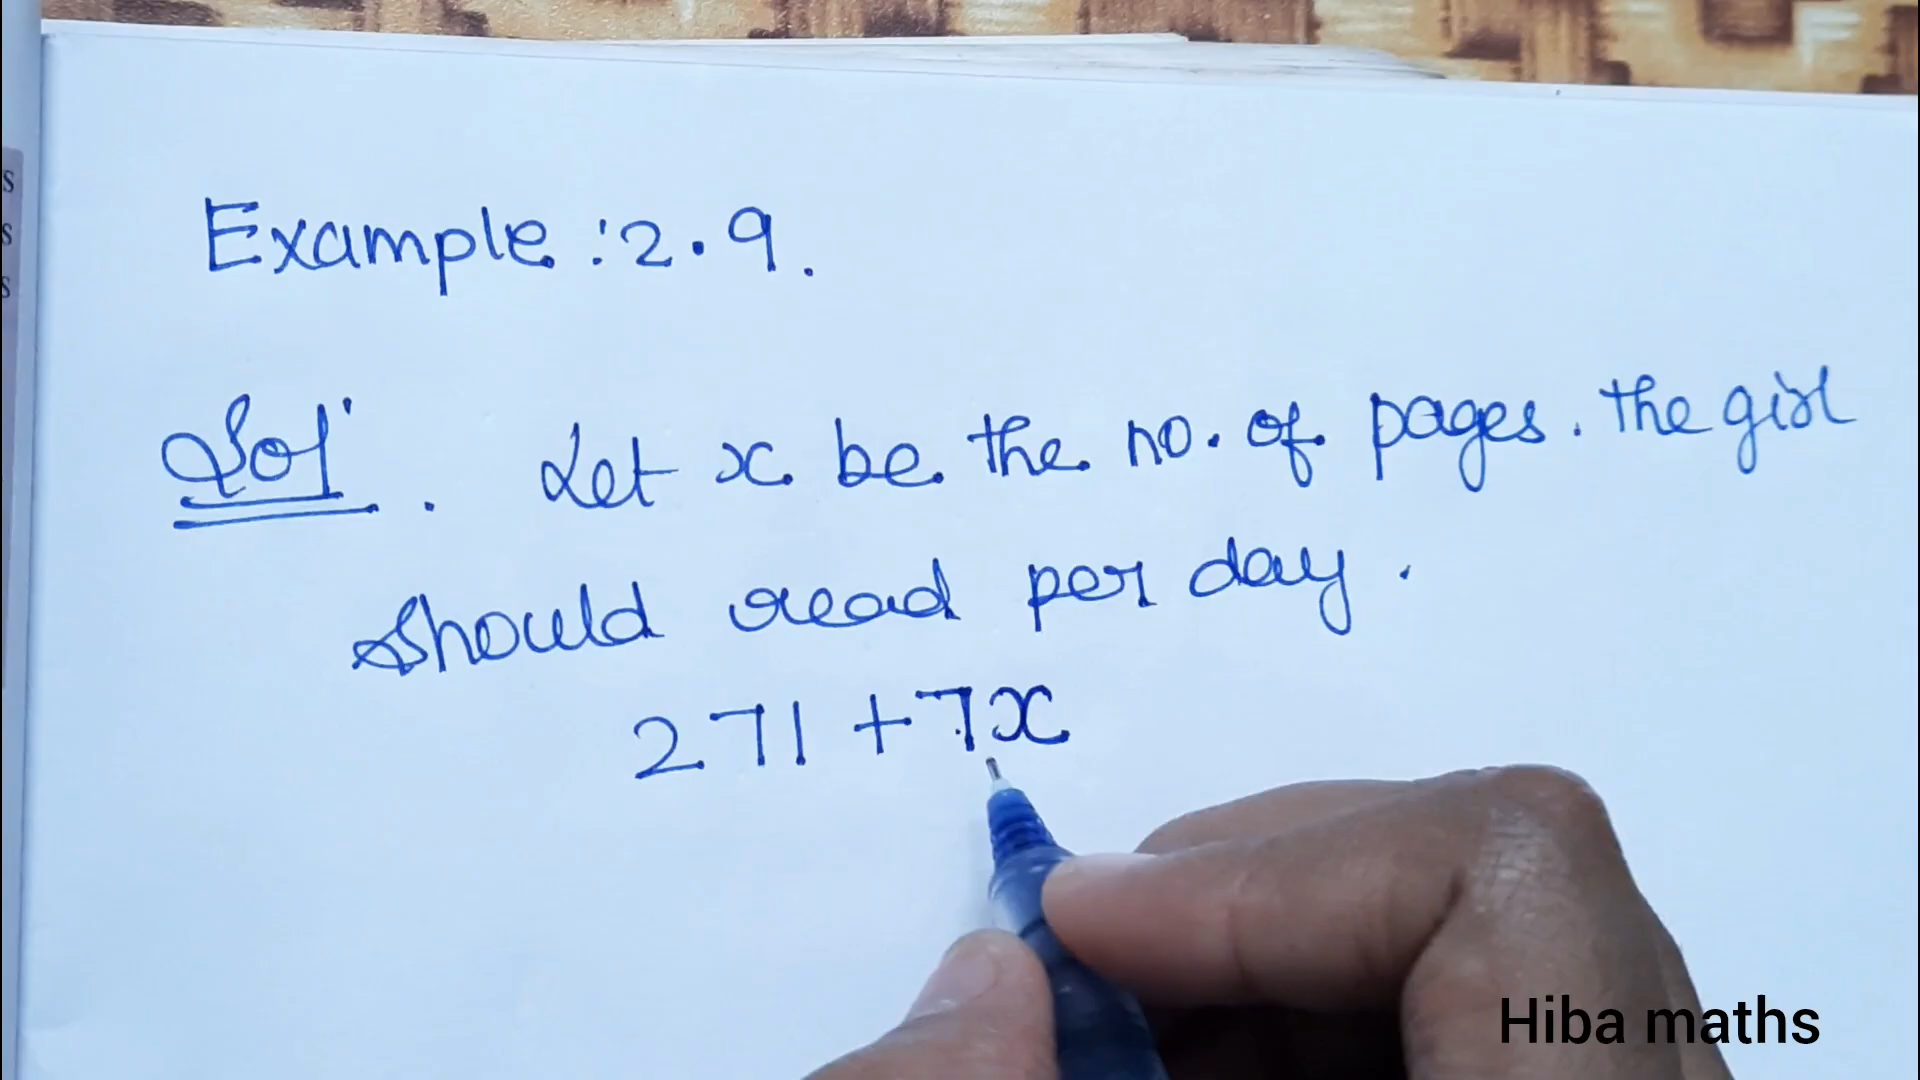 Example : 2.9.
Sol. Let x be the no. of pages. the girl
should read per day.
271 + 7x
Hiba maths
s
s
s